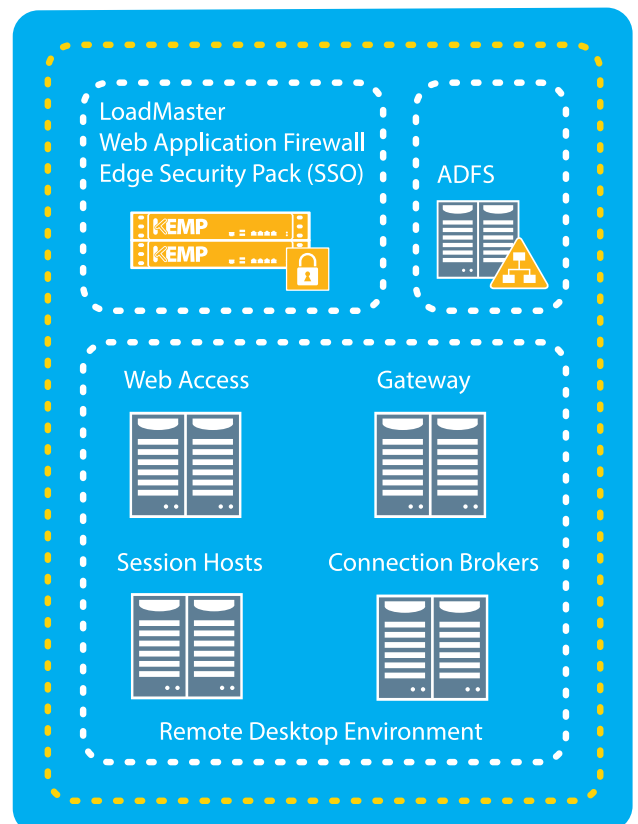 LoadMaster
Web Application Firewall
Edge Security Pack (SSO)
KEMP
KEMP
ADFS
Web Access
Gateway
Session Hosts
Connection Brokers
Remote Desktop Environment